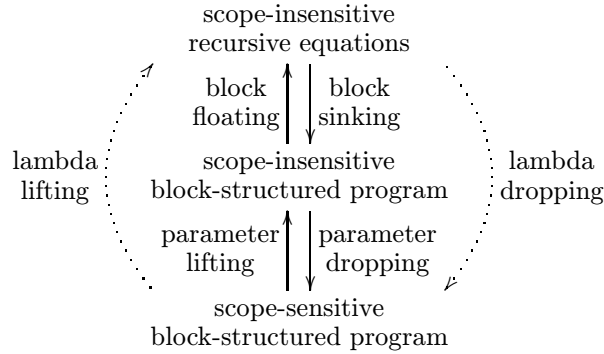 scope-insensitive
recursive equations
block
floating
block
sinking
lambda
lifting
scope-insensitive
block-structured program
lambda
dropping
parameter
lifting
parameter
dropping
scope-sensitive
block-structured program